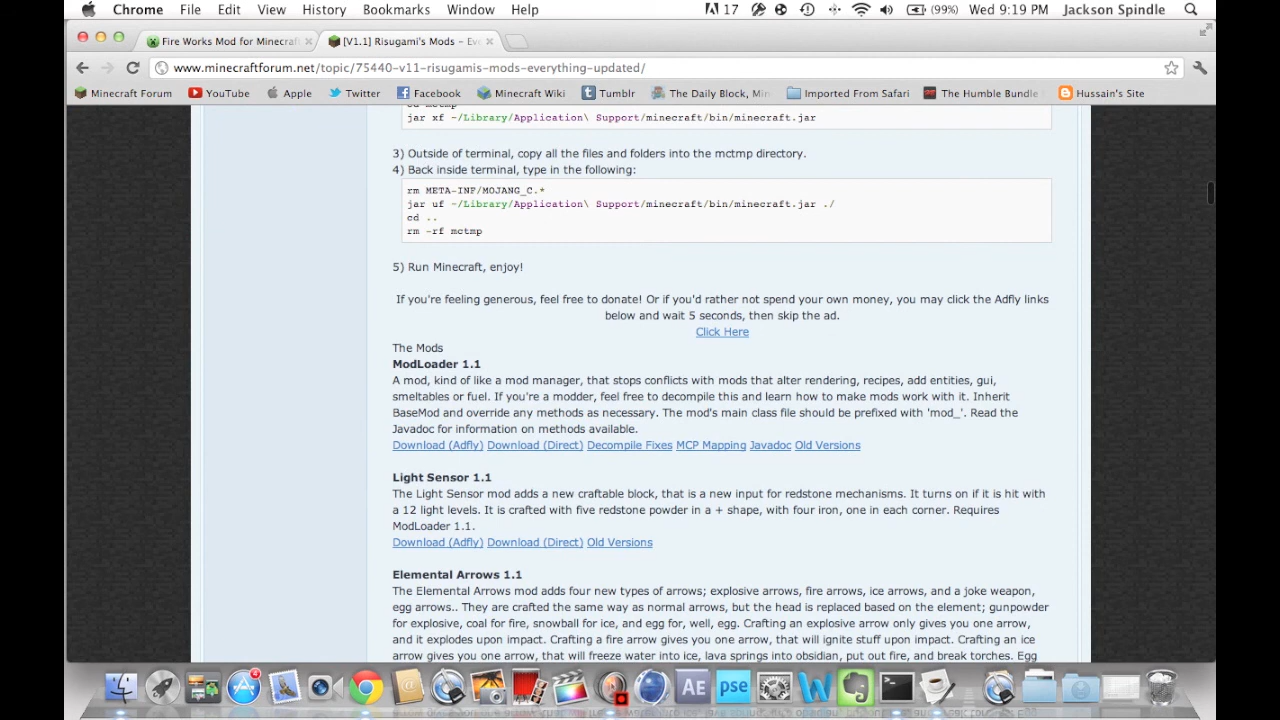 Chrome File Edit View History Bookmarks Window Help 17 (99%) Wed 9:19 PM Jackson Spindle
Fire Works Mod for Minecraft [V1.1] Risugami's Mods – Eve
www.minecraftforum.net/topic/75440-v11-risugamis-mods-everything-updated/
Minecraft Forum YouTube Apple Twitter Facebook Minecraft Wiki Tumblr The Daily Block, Min Imported From Safari The Humble Bundle Hussain's Site
cd mctmp
jar xf ~/Library/Application\ Support/minecraft/bin/minecraft.jar
3) Outside of terminal, copy all the files and folders into the mctmp directory.
4) Back inside terminal, type in the following:
rm META-INF/MOJANG_C.*
jar uf ~/Library/Application\ Support/minecraft/bin/minecraft.jar ./
cd ..
rm -rf mctmp
5) Run Minecraft, enjoy!
If you're feeling generous, feel free to donate! Or if you'd rather not spend your own money, you may click the Adfly links
below and wait 5 seconds, then skip the ad.
Click Here
The Mods
ModLoader 1.1
A mod, kind of like a mod manager, that stops conflicts with mods that alter rendering, recipes, add entities, gui,
smeltables or fuel. If you're a modder, feel free to decompile this and learn how to make mods work with it. Inherit
BaseMod and override any methods as necessary. The mod's main class file should be prefixed with 'mod_'. Read the
Javadoc for information on methods available.
Download (Adfly) Download (Direct) Decompile Fixes MCP Mapping Javadoc Old Versions
Light Sensor 1.1
The Light Sensor mod adds a new craftable block, that is a new input for redstone mechanisms. It turns on if it is hit with
a 12 light levels. It is crafted with five redstone powder in a + shape, with four iron, one in each corner. Requires
ModLoader 1.1.
Download (Adfly) Download (Direct) Old Versions
Elemental Arrows 1.1
The Elemental Arrows mod adds four new types of arrows; explosive arrows, fire arrows, ice arrows, and a joke weapon,
egg arrows.. They are crafted the same way as normal arrows, but the head is replaced based on the element; gunpowder
for explosive, coal for fire, snowball for ice, and egg for, well, egg. Crafting an explosive arrow only gives you one arrow,
and it explodes upon impact. Crafting a fire arrow gives you one arrow, that will ignite stuff upon impact. Crafting an ice
arrow gives you one arrow, that will freeze water into ice, lava springs into obsidian, put out fire, and break torches. Egg
AE pse